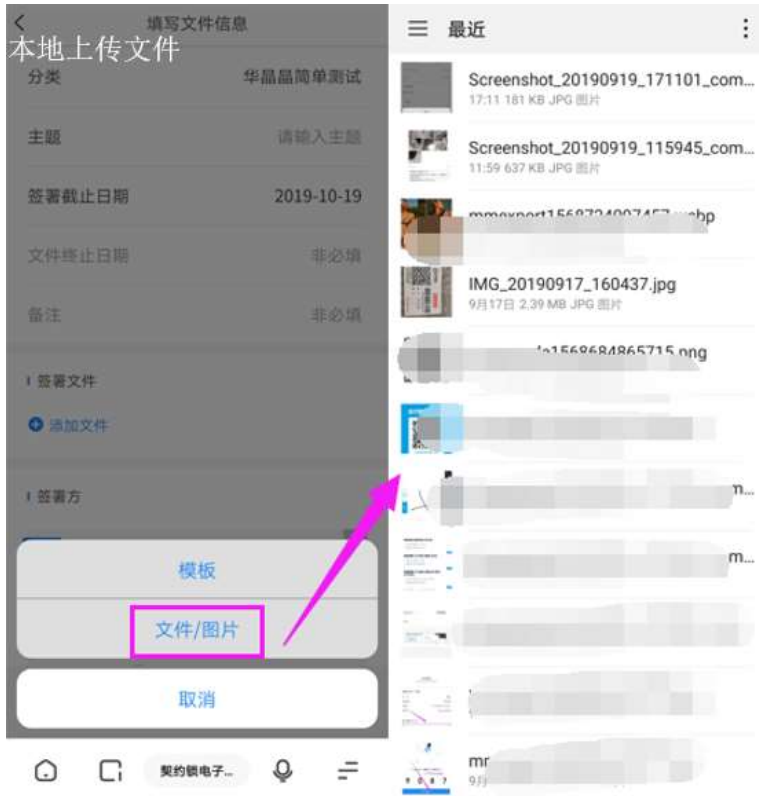 填写文件信息
本地上传文件
分类 华晶晶简单测试
主题 请输入主题
签署截止日期 2019-10-19
文件终止日期 非必填
备注 非必填
签署文件
添加文件
签署方
模板
文件/图片
取消
契约锁电子...
最近
Screenshot_20190919_171101_com...
17:11 181 KB JPG 图片
Screenshot_20190919_115945_com...
11:59 637 KB JPG 图片
IMG_20190917_160437.jpg
9月17日 2.39 MB JPG 图片
1568684865715.png
m...
m...